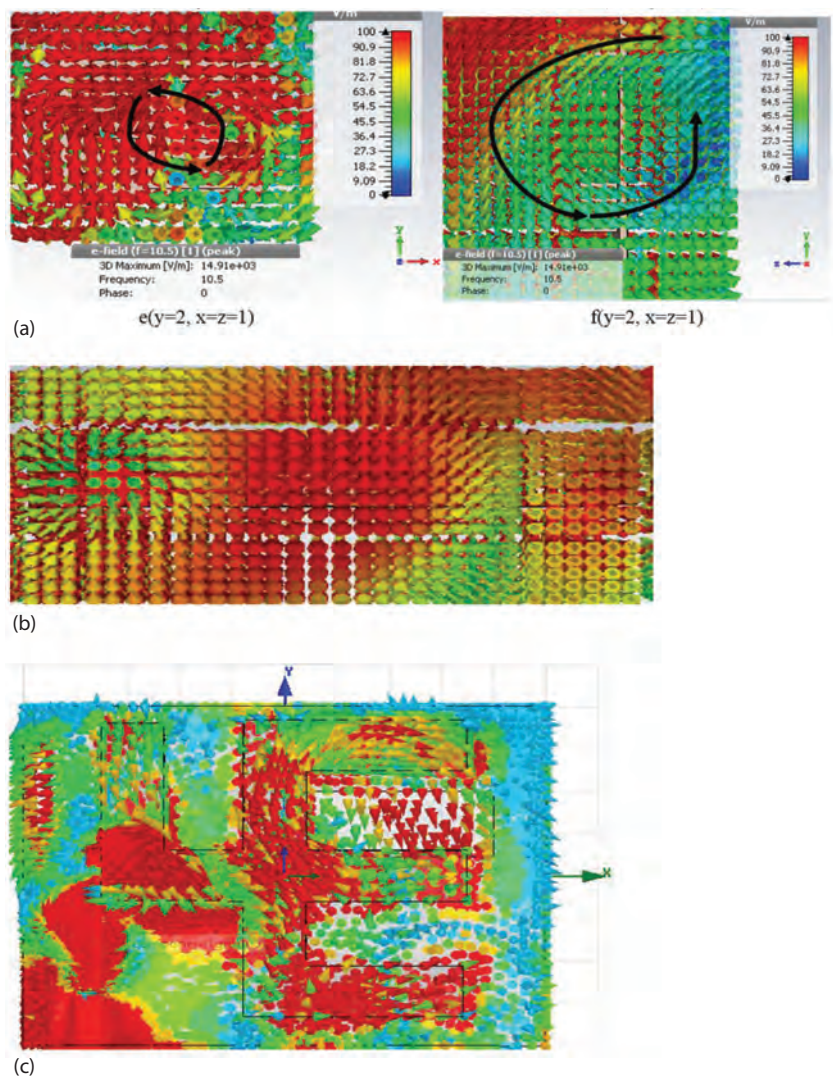 V/m
100
90.9
81.8
72.7
63.6
54.5
45.5
36.4
27.3
18.2
9.09
0
V/m
100
90.9
81.8
72.7
63.6
54.5
45.5
36.4
27.3
18.2
9.09
0
e-field (f=10.5) [1] (peak)
3D Maximum [V/m]: 14.91e+03
Frequency: 10.5
Phase: 0
Y
x
e-field (f=10.5) [1] (peak)
3D Maximum [V/m]: 14.91e+03
Frequency: 10.5
Phase: 0
Y
(a)
e(y=2, x=z=1)
f(y=2, x=z=1)
(b)
Y
X
(c)